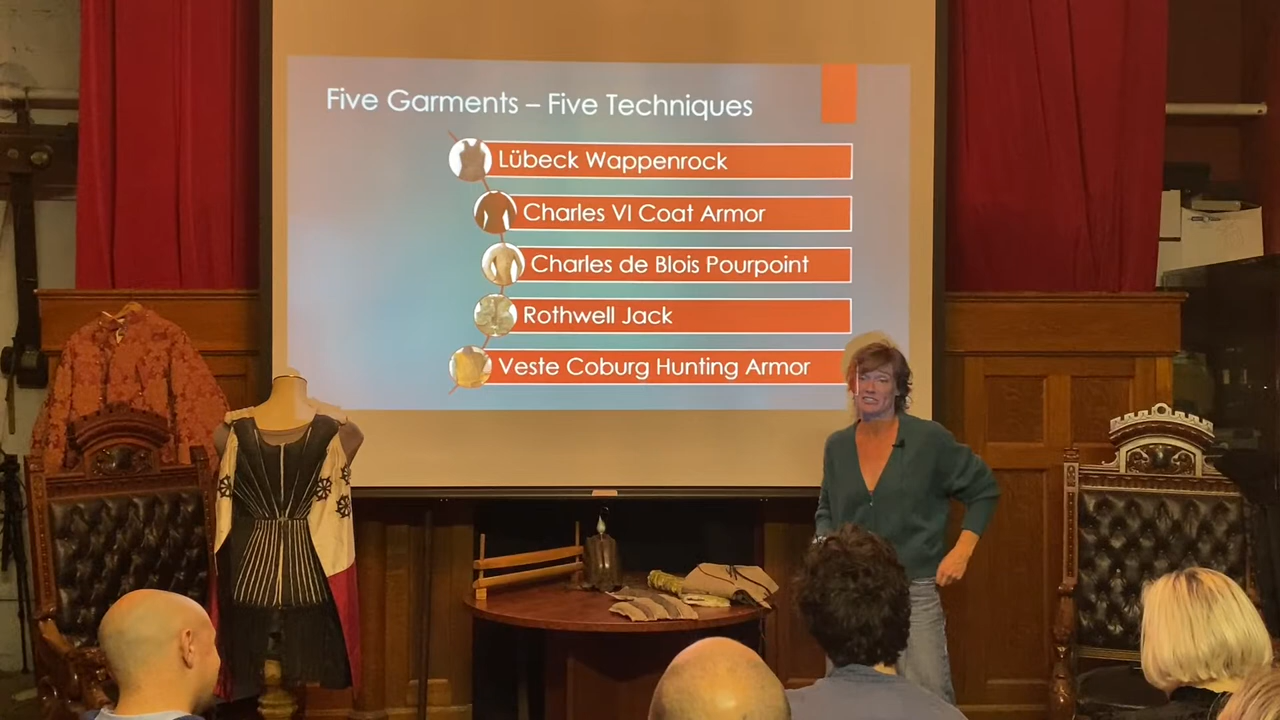 Five Garments – Five Techniques
Lübeck Wappenrock
Charles VI Coat Armor
Charles de Blois Pourpoint
Rothwell Jack
Veste Coburg Hunting Armor